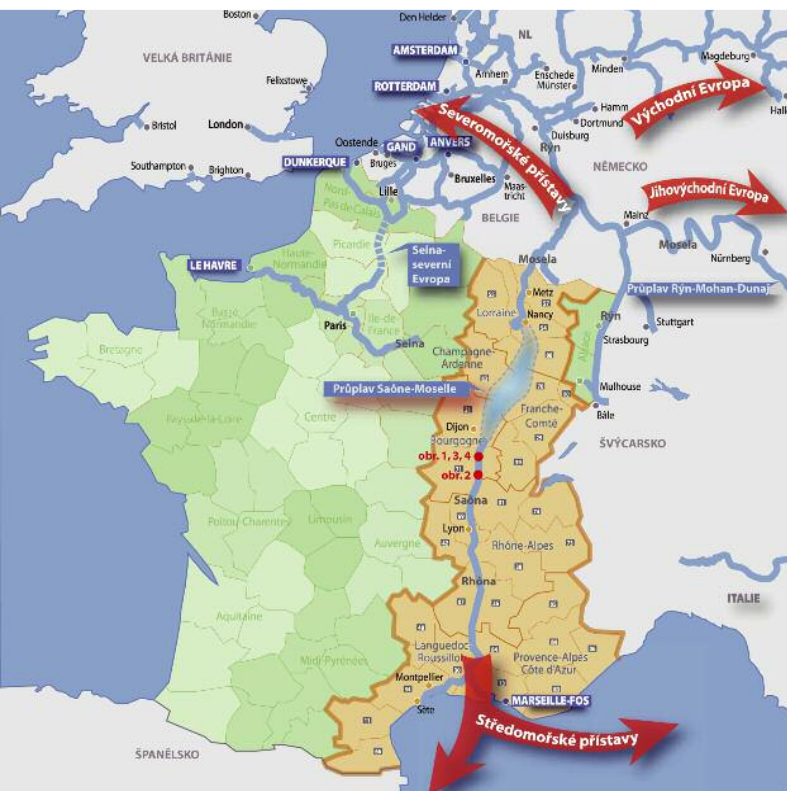 Boston
Den Helder
NL
VELKÁ BRITÁNIE
AMSTERDAM
Magdeburg
Felixstowe
Arnhem
Enschede
Münster
Minden
ROTTERDAM
Východní Evropa
Hamm
Dortmund
Duisburg
Bristol
London
Severomořské přístavy
Rýn
Oostende
Bruges
GAND
ANVERS
DUNKERQUE
Southampton
Brighton
NĚMECKO
Bruxelles
Maas-
tricht
Lille
Nord-
Pas de Calais
Jihovýchodní Evropa
BELGIE
Mainz
Picardie
Mosela
Nürnberg
Seina-
severní
Evropa
LE HAVRE
Haute-
Normandie
Mosela
Metz
Průplav Rýn-Mohan-Dunaj
Lorraine
Nancy
Basse
Normandie
Paris
Ile-de
France
Rýn
Stuttgart
Strasbourg
Seina
Alsace
Bretagne
Champagne-
Ardenne
Průplav Saône-Moselle
Mulhouse
Bâle
Pays-de-la-Loire
Centre
Franche-
Comté
Dijon
Bourgogne
ŠVÝCARSKO
obr. 1, 3, 4
obr. 2
Saôna
Poitou Charentes
Limousin
Lyon
Auvergne
Rhône-Alpes
Rhôna
ITALIE
Aquitaine
Languedoc
Roussillon
Midi-Pyrénées
Provence-Alpes
Côte d'Azur
Montpellier
MARSEILLE-FOS
Sète
Středomořské přístavy
ŠPANĚLSKO